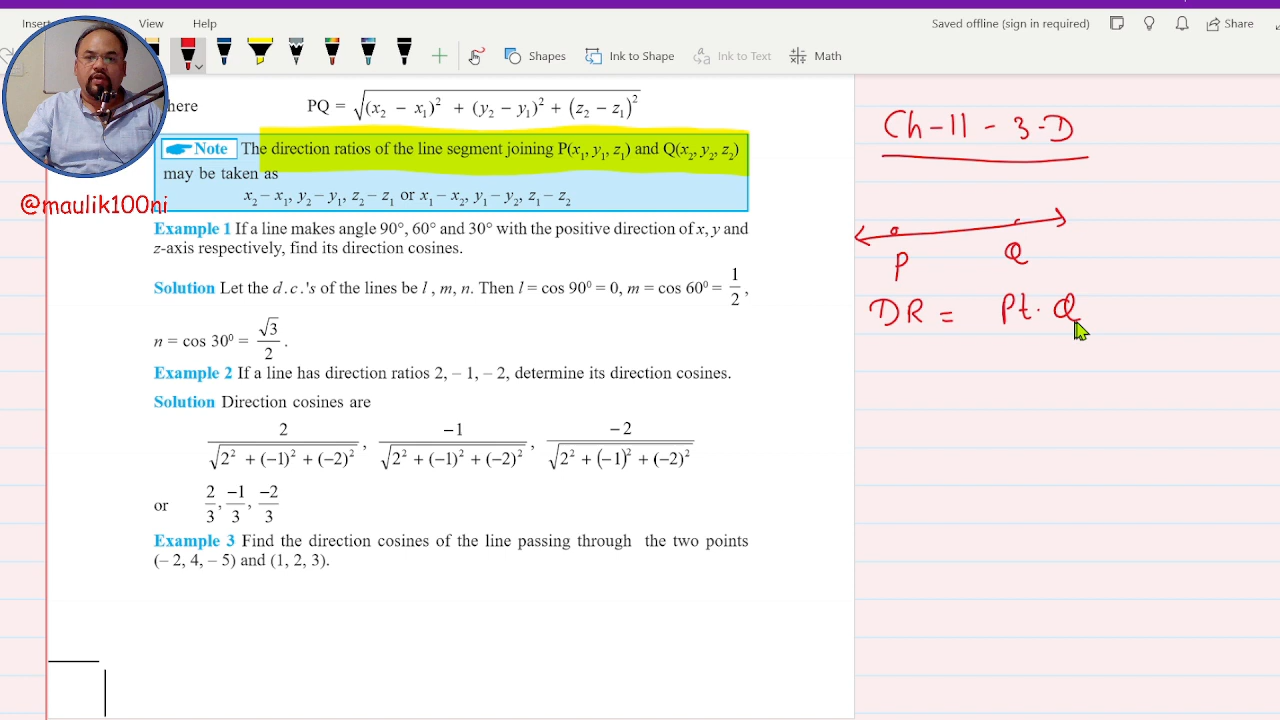 Insert View Help Saved offline (sign in required) Share
Shapes Ink to Shape Ink to Text Math
here PQ = √((x₂ − x₁)² + (y₂ − y₁)² + (z₂ − z₁)²)
Note The direction ratios of the line segment joining P(x₁, y₁, z₁) and Q(x₂, y₂, z₂)
may be taken as
x₂ − x₁, y₂ − y₁, z₂ − z₁ or x₁ − x₂, y₁ − y₂, z₁ − z₂
@maulik100ni
Example 1 If a line makes angle 90°, 60° and 30° with the positive direction of x, y and
z-axis respectively, find its direction cosines.
Solution Let the d.c.'s of the lines be l , m, n. Then l = cos 90⁰ = 0, m = cos 60⁰ = 1/2,
n = cos 30⁰ = √3/2.
Example 2 If a line has direction ratios 2, – 1, – 2, determine its direction cosines.
Solution Direction cosines are
2/√(2² + (−1)² + (−2)²), −1/√(2² + (−1)² + (−2)²), −2/√(2² + (−1)² + (−2)²)
or 2/3, −1/3, −2/3
Example 3 Find the direction cosines of the line passing through the two points
(– 2, 4, – 5) and (1, 2, 3).
Ch-11 - 3-D
P Q
DR = Pt. Q